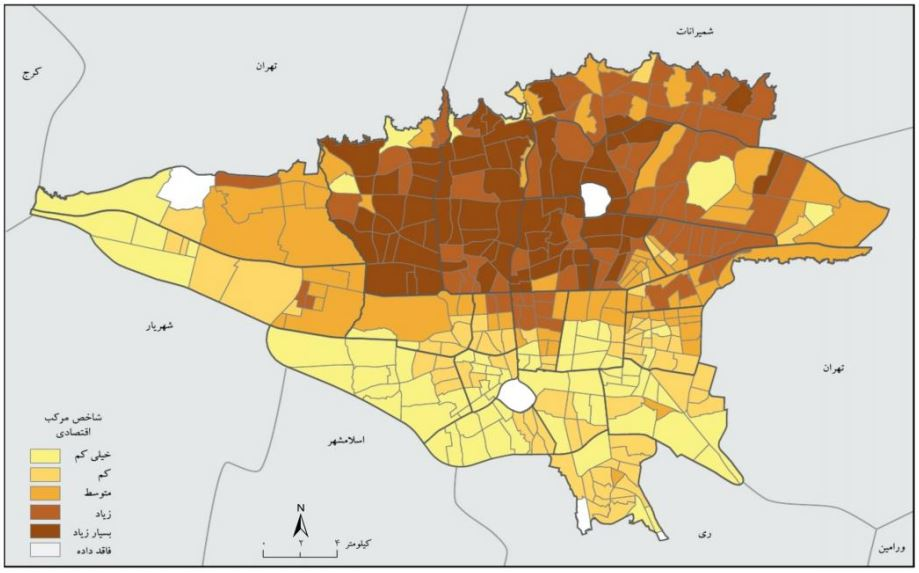 شمیرانات
تهران
کرج
شهریار
تهران
اسلامشهر
ری
ورامین
شاخص مرکب
اقتصادی
خیلی کم
کم
متوسط
زیاد
بسیار زیاد
فاقد داده
N
۰ ۲ ۴ کیلومتر